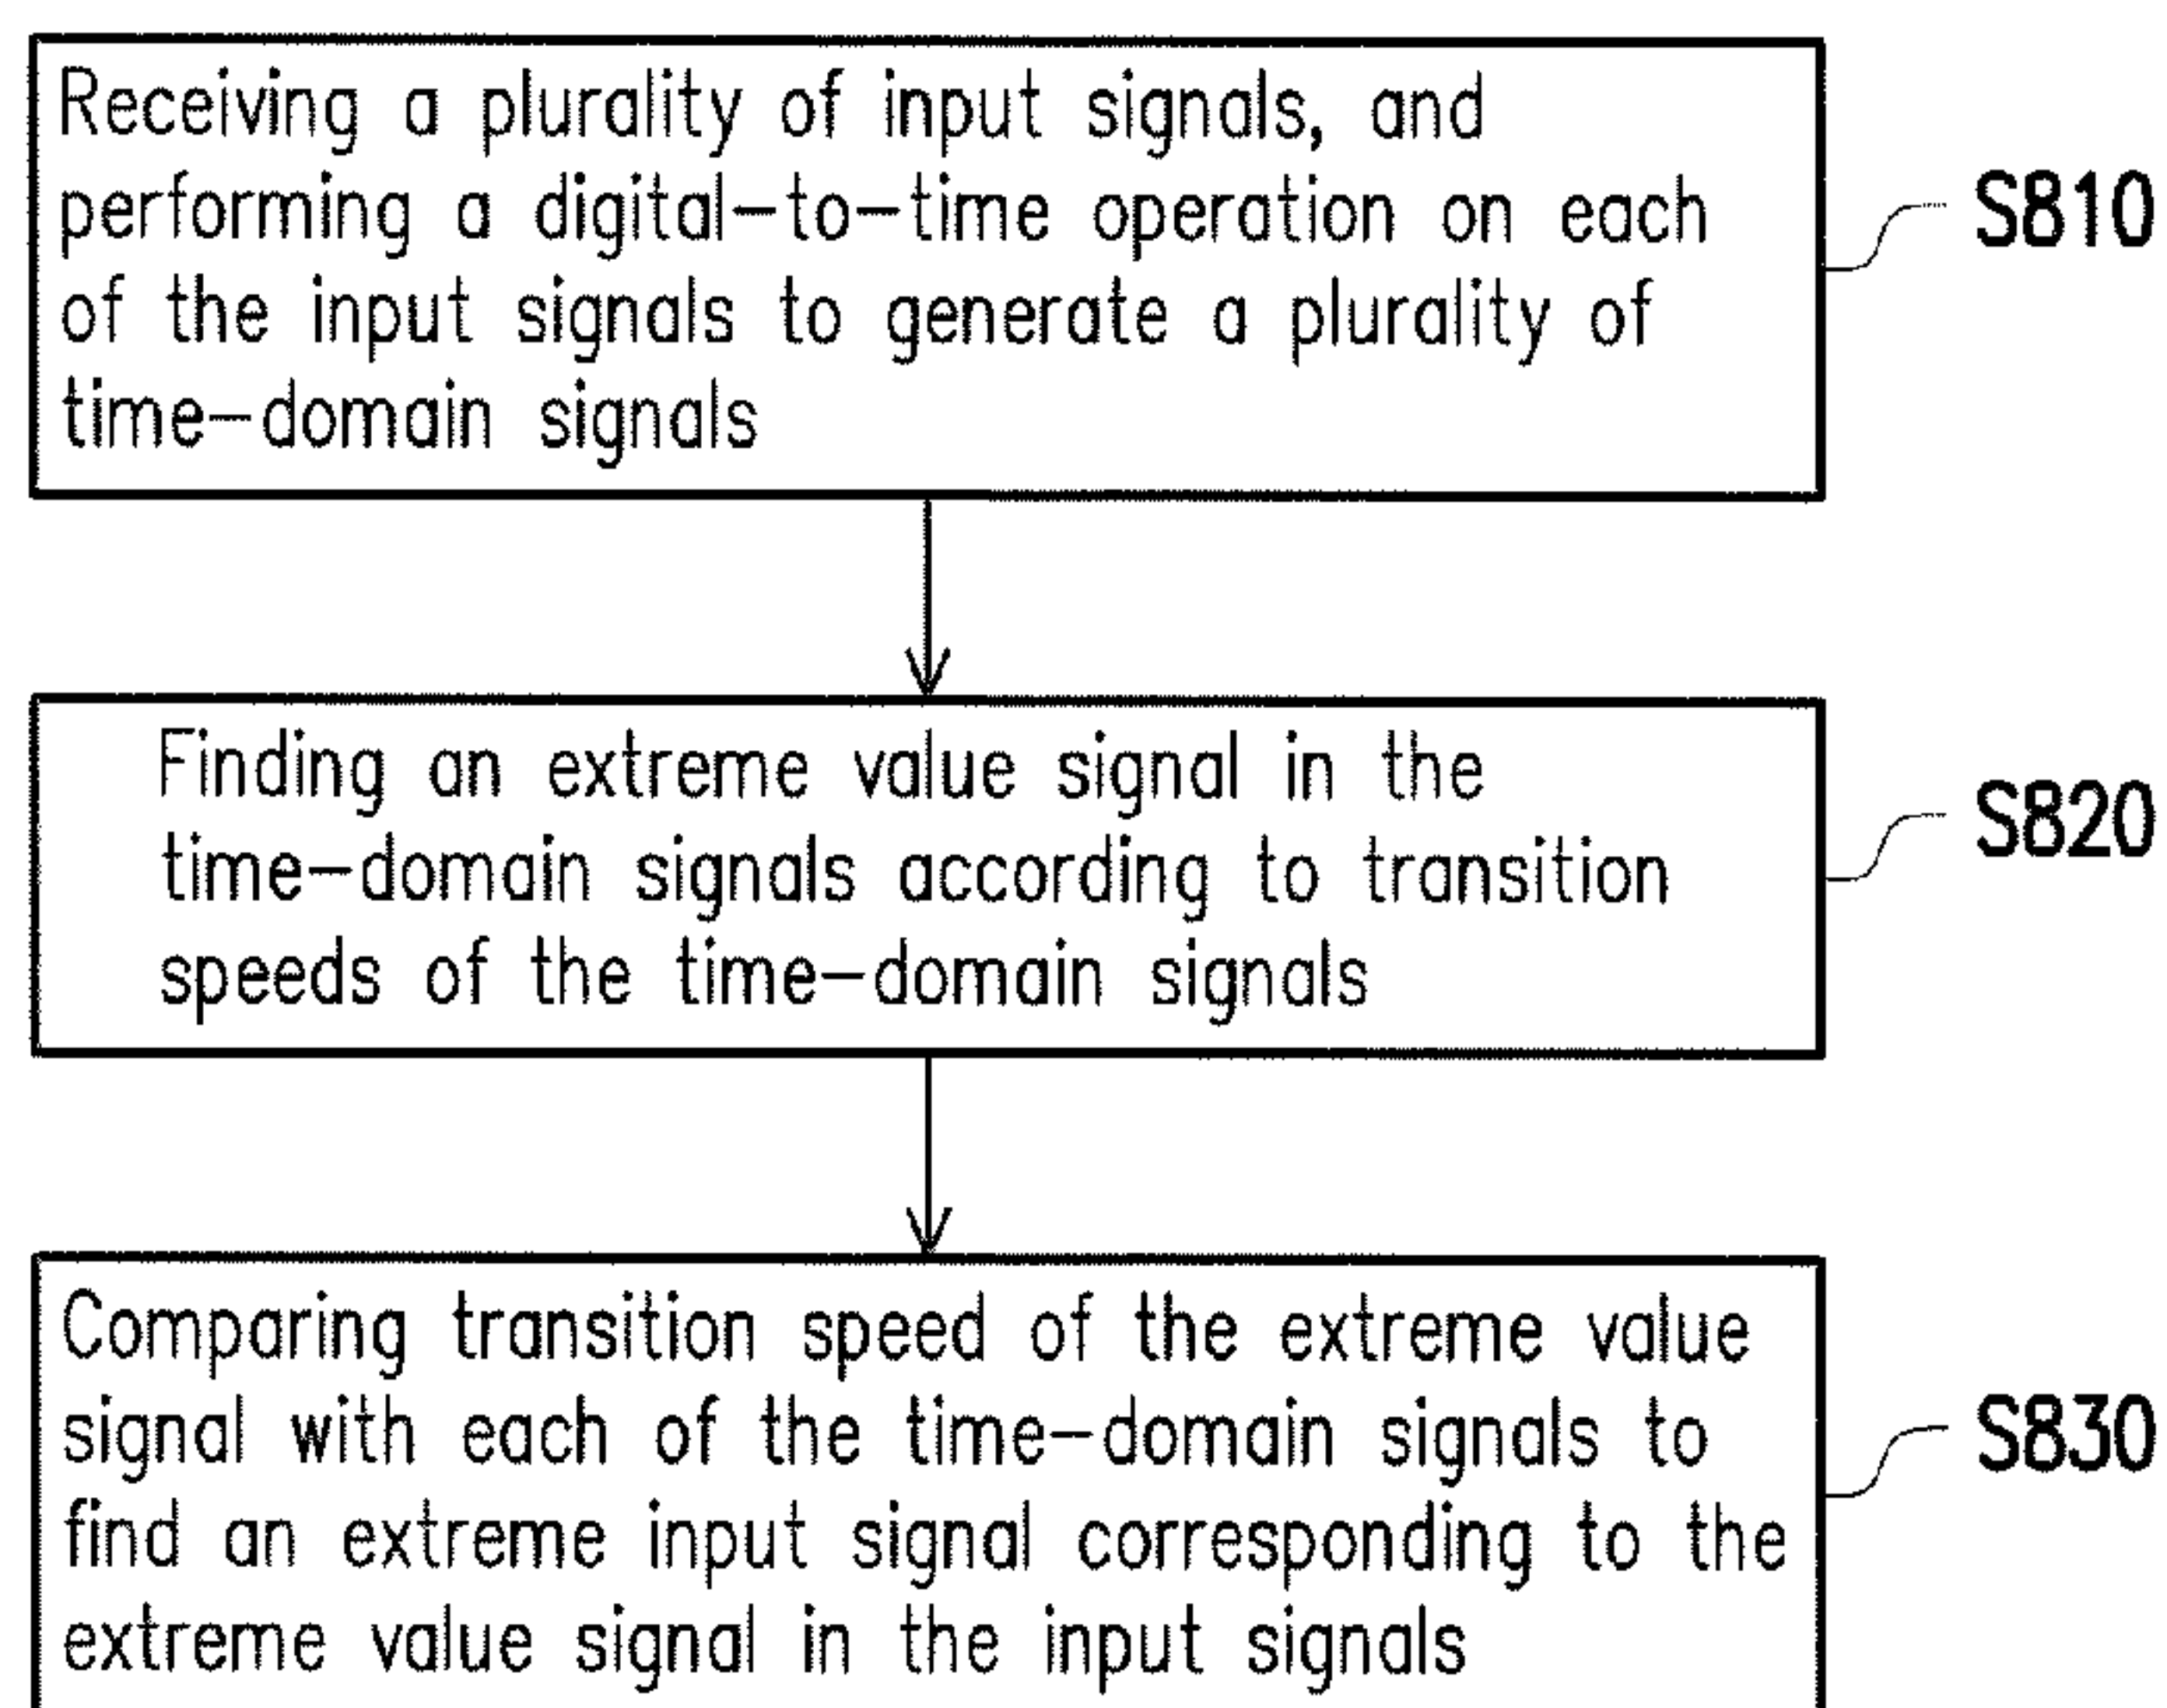 Receiving a plurality of input signals, and
performing a digital-to-time operation on each
of the input signals to generate a plurality of
time-domain signals
S810
Finding an extreme value signal in the
time-domain signals according to transition
speeds of the time-domain signals
S820
Comparing transition speed of the extreme value
signal with each of the time-domain signals to
find an extreme input signal corresponding to the
extreme value signal in the input signals
S830